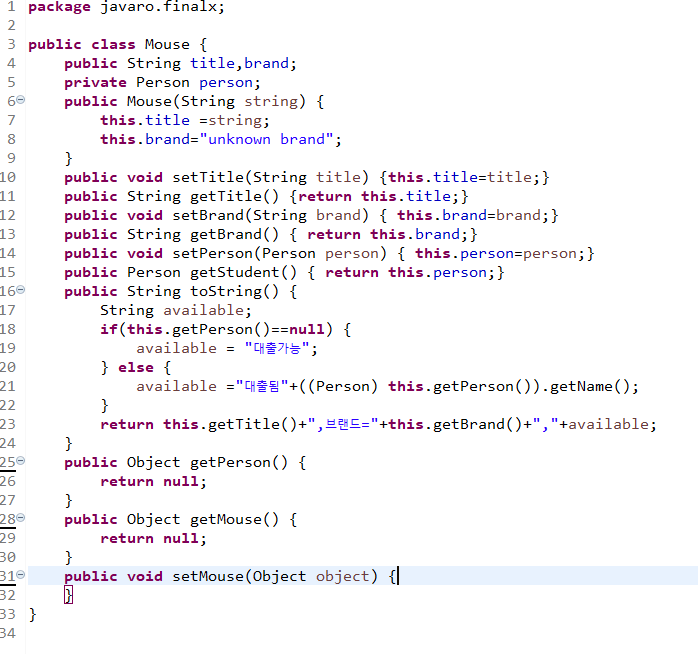 1 package javaro.finalx;
2
3 public class Mouse {
4     public String title,brand;
5     private Person person;
6     public Mouse(String string) {
7         this.title =string;
8         this.brand="unknown brand";
9     }
10     public void setTitle(String title) {this.title=title;}
11     public String getTitle() {return this.title;}
12     public void setBrand(String brand) { this.brand=brand;}
13     public String getBrand() { return this.brand;}
14     public void setPerson(Person person) { this.person=person;}
15     public Person getStudent() { return this.person;}
16     public String toString() {
17         String available;
18         if(this.getPerson()==null) {
19             available = "대출가능";
20         } else {
21             available ="대출됨"+((Person) this.getPerson()).getName();
22         }
23         return this.getTitle()+",브랜드="+this.getBrand()+","+available;
24     }
25     public Object getPerson() {
26         return null;
27     }
28     public Object getMouse() {
29         return null;
30     }
31     public void setMouse(Object object) {
32     }
33 }
34